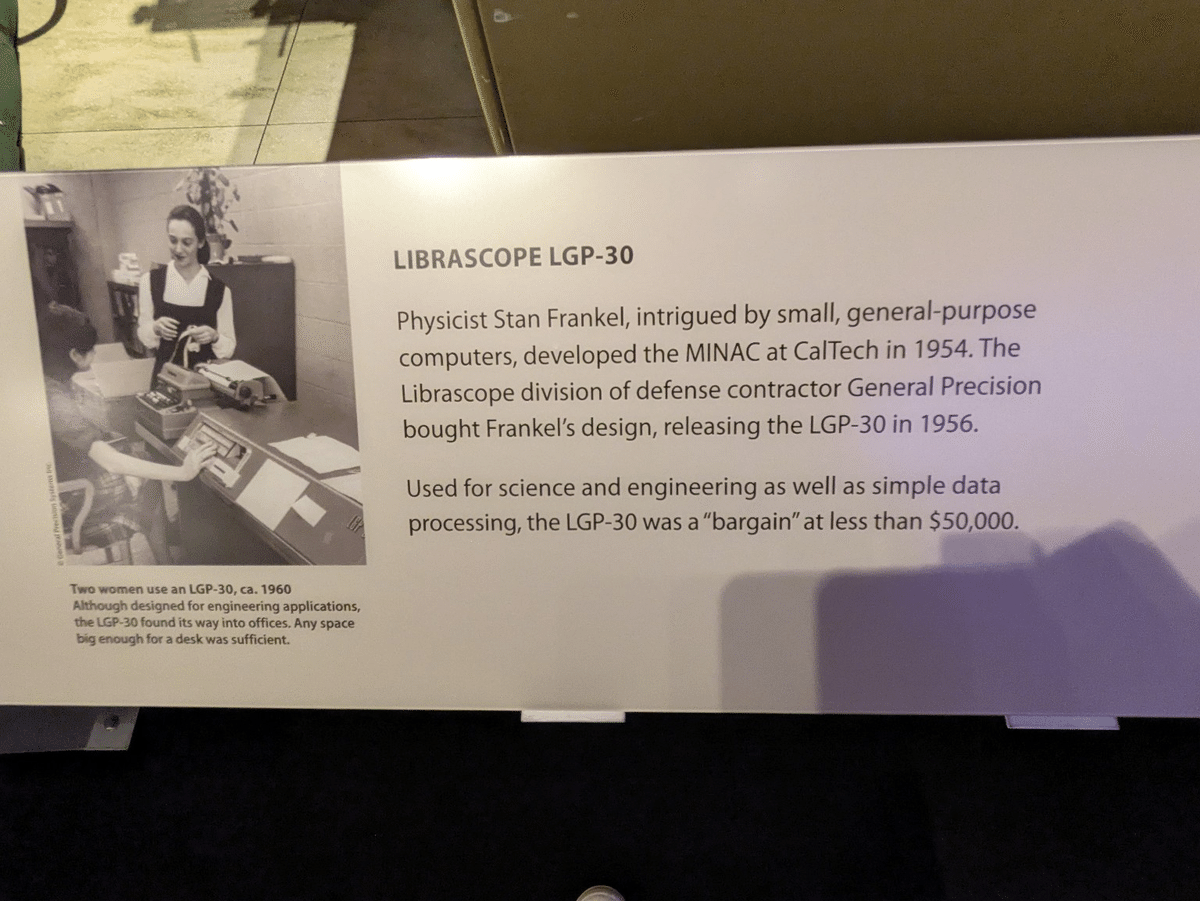 LIBRASCOPE LGP-30
Physicist Stan Frankel, intrigued by small, general-purpose
computers, developed the MINAC at CalTech in 1954. The
Librascope division of defense contractor General Precision
bought Frankel's design, releasing the LGP-30 in 1956.
Used for science and engineering as well as simple data
processing, the LGP-30 was a "bargain" at less than $50,000.
© General Precision Systems Inc.
Two women use an LGP-30, ca. 1960
Although designed for engineering applications,
the LGP-30 found its way into offices. Any space
big enough for a desk was sufficient.